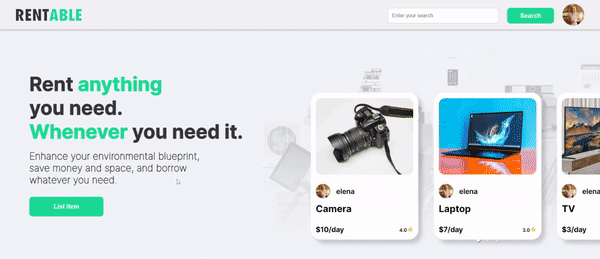 RENTABLE
Enter your search
Search
Rent anything
you need.
Whenever you need it.
Enhance your environmental blueprint,
save money and space, and borrow
whatever you need.
List item
elena
Camera
$10/day
4.0
elena
Laptop
$7/day
3.0
TV
$3/day